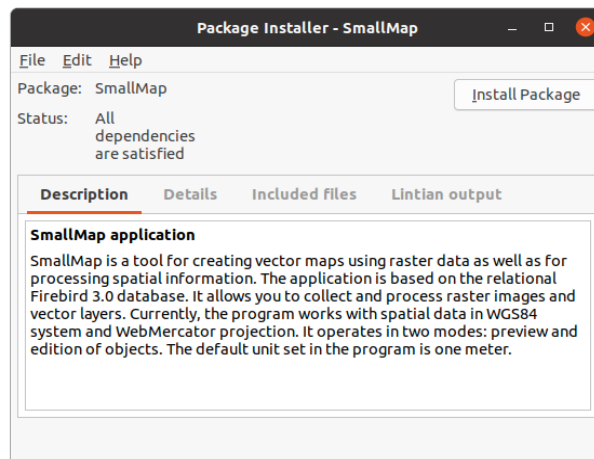 Package Installer - SmallMap
File Edit Help
Package: SmallMap
Install Package
Status: All
dependencies
are satisfied
Description Details Included files Lintian output
SmallMap application
SmallMap is a tool for creating vector maps using raster data as well as for
processing spatial information. The application is based on the relational
Firebird 3.0 database. It allows you to collect and process raster images and
vector layers. Currently, the program works with spatial data in WGS84
system and WebMercator projection. It operates in two modes: preview and
edition of objects. The default unit set in the program is one meter.